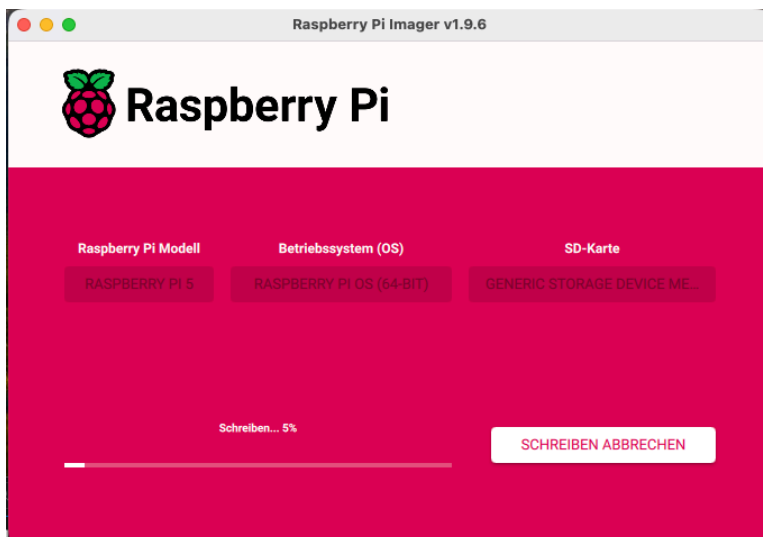 Raspberry Pi Imager v1.9.6
Raspberry Pi
Raspberry Pi Modell
Betriebssystem (OS)
SD-Karte
RASPBERRY PI 5
RASPBERRY PI OS (64-BIT)
GENERIC STORAGE DEVICE ME...
Schreiben... 5%
SCHREIBEN ABBRECHEN